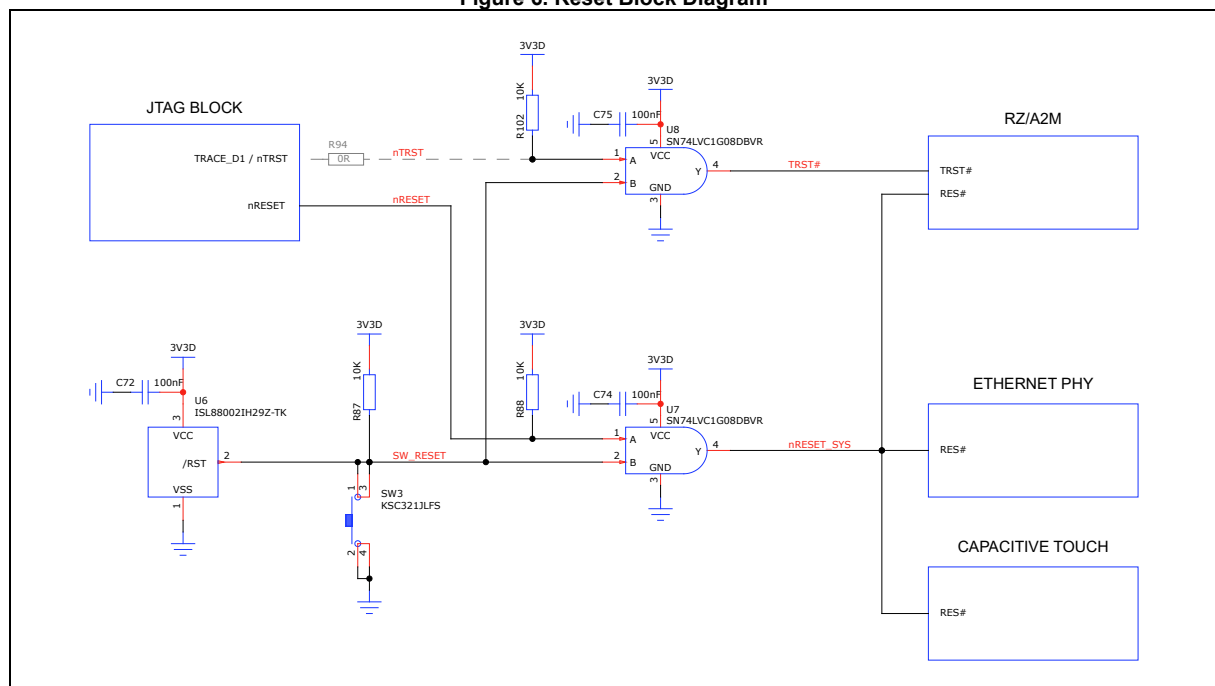 Figure 6. Reset Block Diagram
JTAG BLOCK
TRACE_D1 / nTRST
nRESET
R94
0R
nTRST
nRESET
3V3D
10K
R102
C75
100nF
3V3D
U8
SN74LVC1G08DBVR
5
VCC
1
A
2
B
Y
4
GND
3
TRST#
RZ/A2M
TRST#
RES#
3V3D
C72
100nF
U6
ISL88002IH29Z-TK
3
VCC
/RST
2
VSS
1
3V3D
10K
R87
SW_RESET
1
3
SW3
KSC321JLFS
2
4
3V3D
10K
R88
C74
100nF
3V3D
U7
SN74LVC1G08DBVR
5
VCC
1
A
2
B
Y
4
GND
3
nRESET_SYS
ETHERNET PHY
RES#
CAPACITIVE TOUCH
RES#